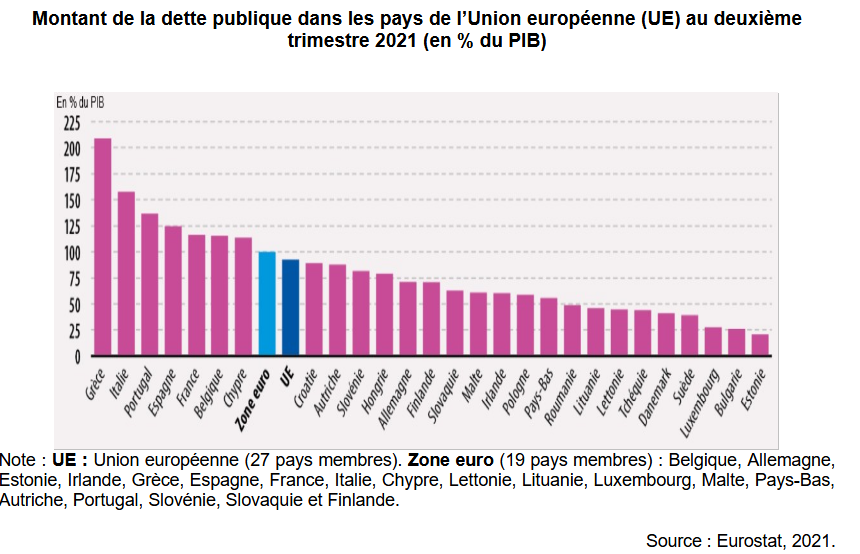 Montant de la dette publique dans les pays de l’Union européenne (UE) au deuxième
trimestre 2021 (en % du PIB)
En % du PIB
225
200
175
150
125
100
75
50
25
0
Grèce
Italie
Portugal
Espagne
France
Belgique
Chypre
Zone euro
UE
Croatie
Autriche
Slovénie
Hongrie
Allemagne
Finlande
Slovaquie
Malte
Irlande
Pologne
Pays-Bas
Roumanie
Lituanie
Lettonie
Tchéquie
Danemark
Suède
Luxembourg
Bulgarie
Estonie
Note : UE : Union européenne (27 pays membres). Zone euro (19 pays membres) : Belgique, Allemagne,
Estonie, Irlande, Grèce, Espagne, France, Italie, Chypre, Lettonie, Lituanie, Luxembourg, Malte, Pays-Bas,
Autriche, Portugal, Slovénie, Slovaquie et Finlande.
Source : Eurostat, 2021.